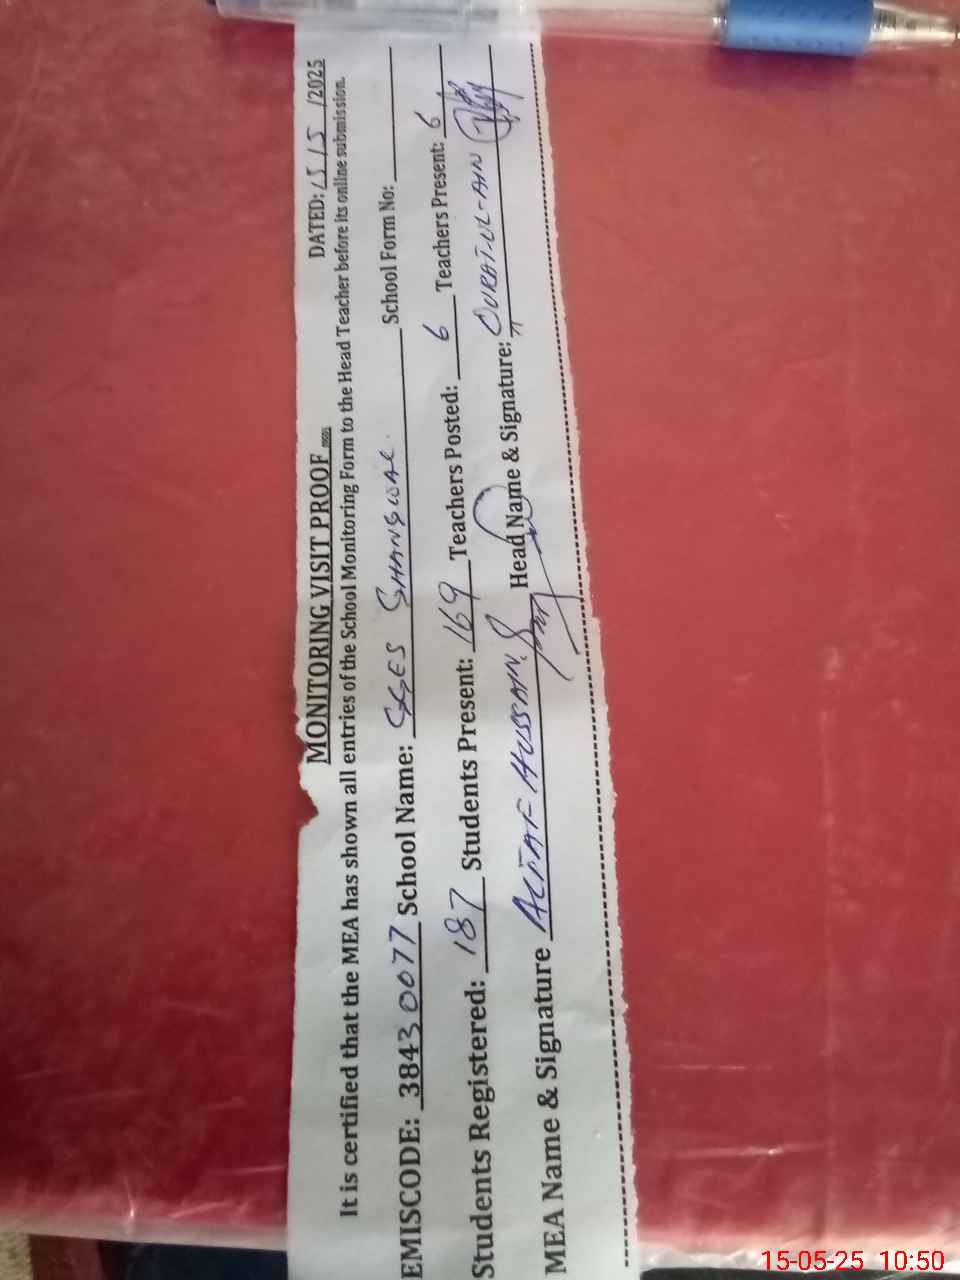 MONITORING VISIT PROOF DATED: 15/5/2025
It is certified that the MEA has shown all entries of the School Monitoring Form to the Head Teacher before its online submission.
EMISCODE: 38430077 School Name: GGES SHANGWAL School Form No:
Students Registered: 187 Students Present: 169 Teachers Posted: 6 Teachers Present: 6
MEA Name & Signature ALTAF HUSSAIN. Head Name & Signature: QURAT-UL-AIN
15-05-25 10:50